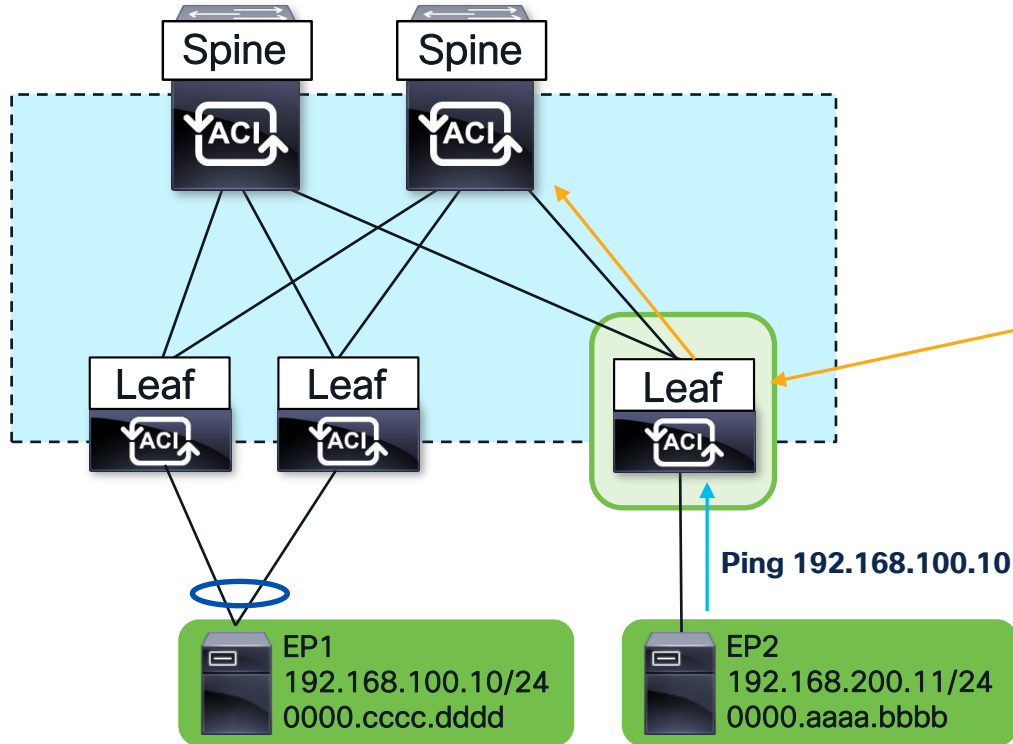 Spine
Spine
ACI
ACI
Leaf
Leaf
Leaf
ACI
ACI
ACI
Ping 192.168.100.10
EP1
192.168.100.10/24
0000.cccc.dddd
EP2
192.168.200.11/24
0000.aaaa.bbbb